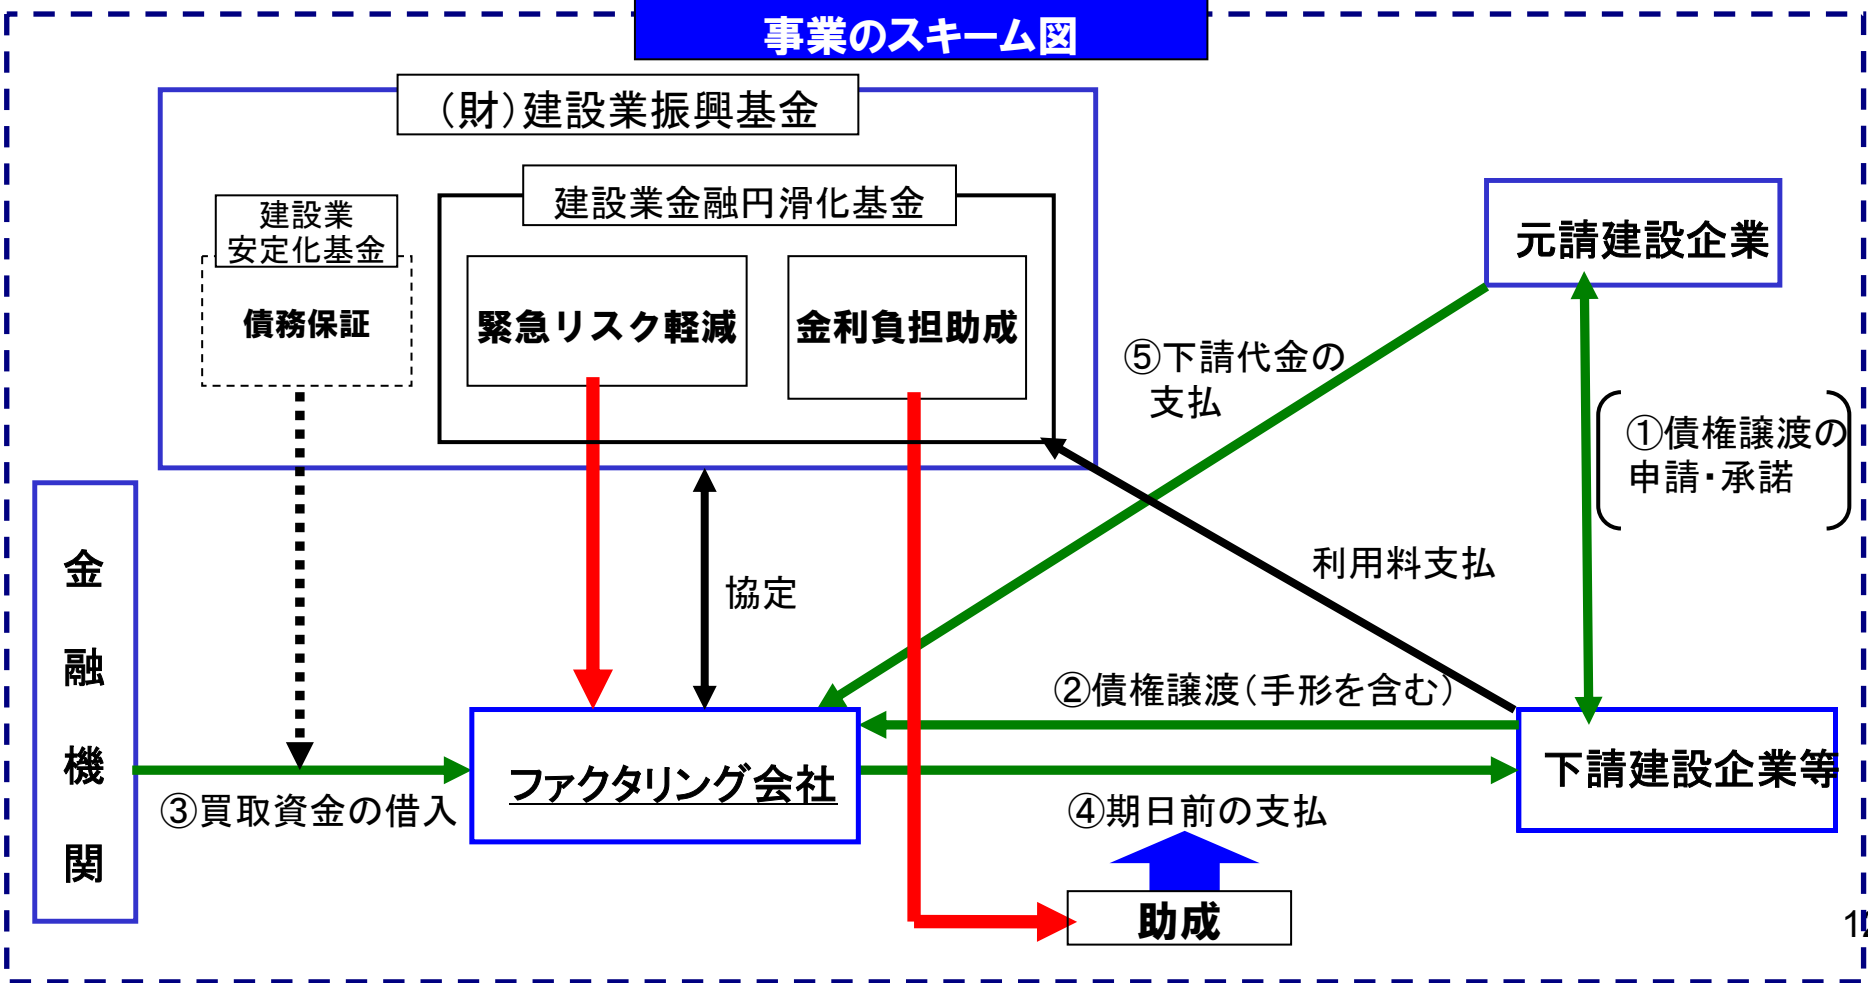 事業のスキーム図
（財）建設業振興基金
建設業金融円滑化基金
建設業
安定化基金
債務保証
緊急リスク軽減
金利負担助成
元請建設企業
⑤下請代金の
支払
①債権譲渡の
申請・承諾
利用料支払
協定
金
融
機
関
②債権譲渡（手形を含む）
ファクタリング会社
下請建設企業等
③買取資金の借入
④期日前の支払
助成